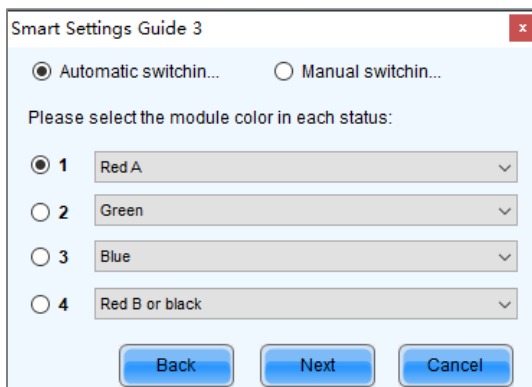 Smart Settings Guide 3
x
Automatic switchin... Manual switchin...
Please select the module color in each status:
1 Red A
2 Green
3 Blue
4 Red B or black
Back Next Cancel